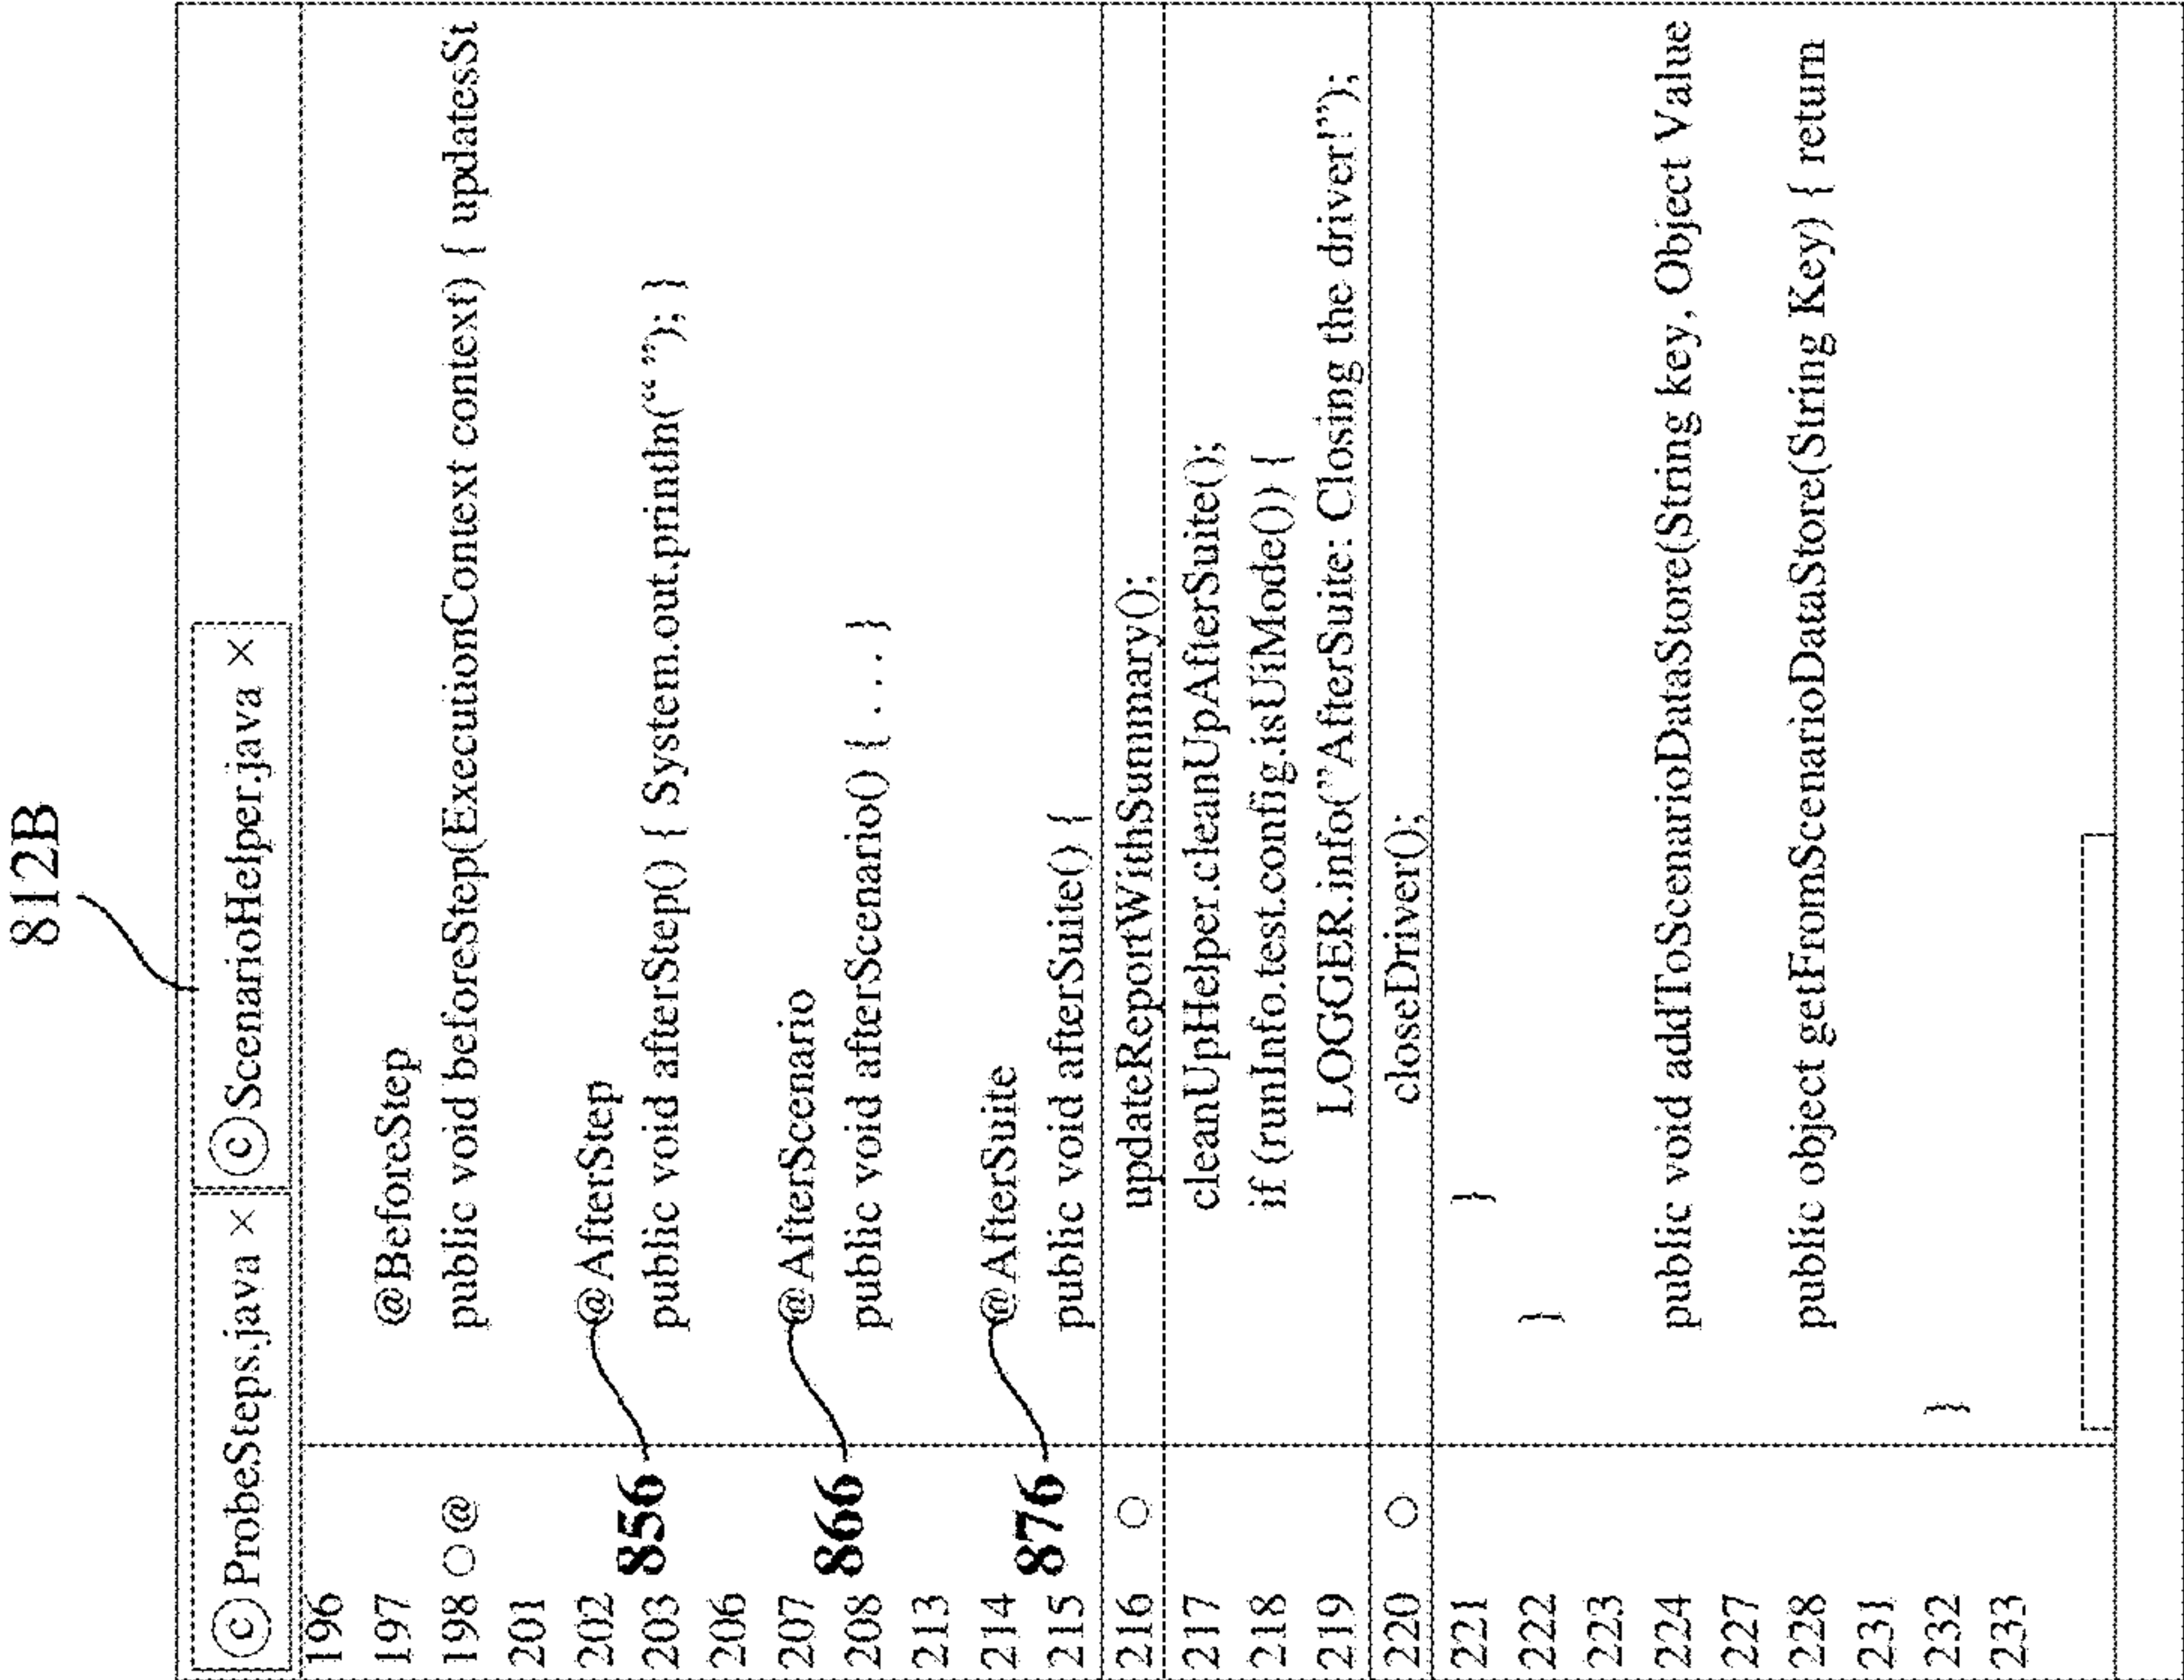 812B
ⓒ ProbeSteps.java × ⓒ ScenarioHelper.java ×
196
197 @BeforeStep
198 ○ @ public void beforeStep(ExecutionContext context) { updatesSt
201
202 @AfterStep
856
203 public void afterStep() { System.out.println(“ ”); }
206
207 @AfterScenario
866
208 public void afterScenario() { . . . }
213
214 @AfterSuite
876
215 public void afterSuite() {
216 ○ updateReportWithSummary();
217 cleanUpHelper.cleanUpAfterSuite();
218 if (runInfo.test.config.isUiMode()) {
219 LOGGER.info(”AfterSuite: Closing the driver!”);
220 ○ closeDriver();
221 }
222 }
223
224 public void addToScenarioDataStore(String key, Object Value
227
228 public object getFromScenarioDataStore(String Key) { return
231
232 }
233